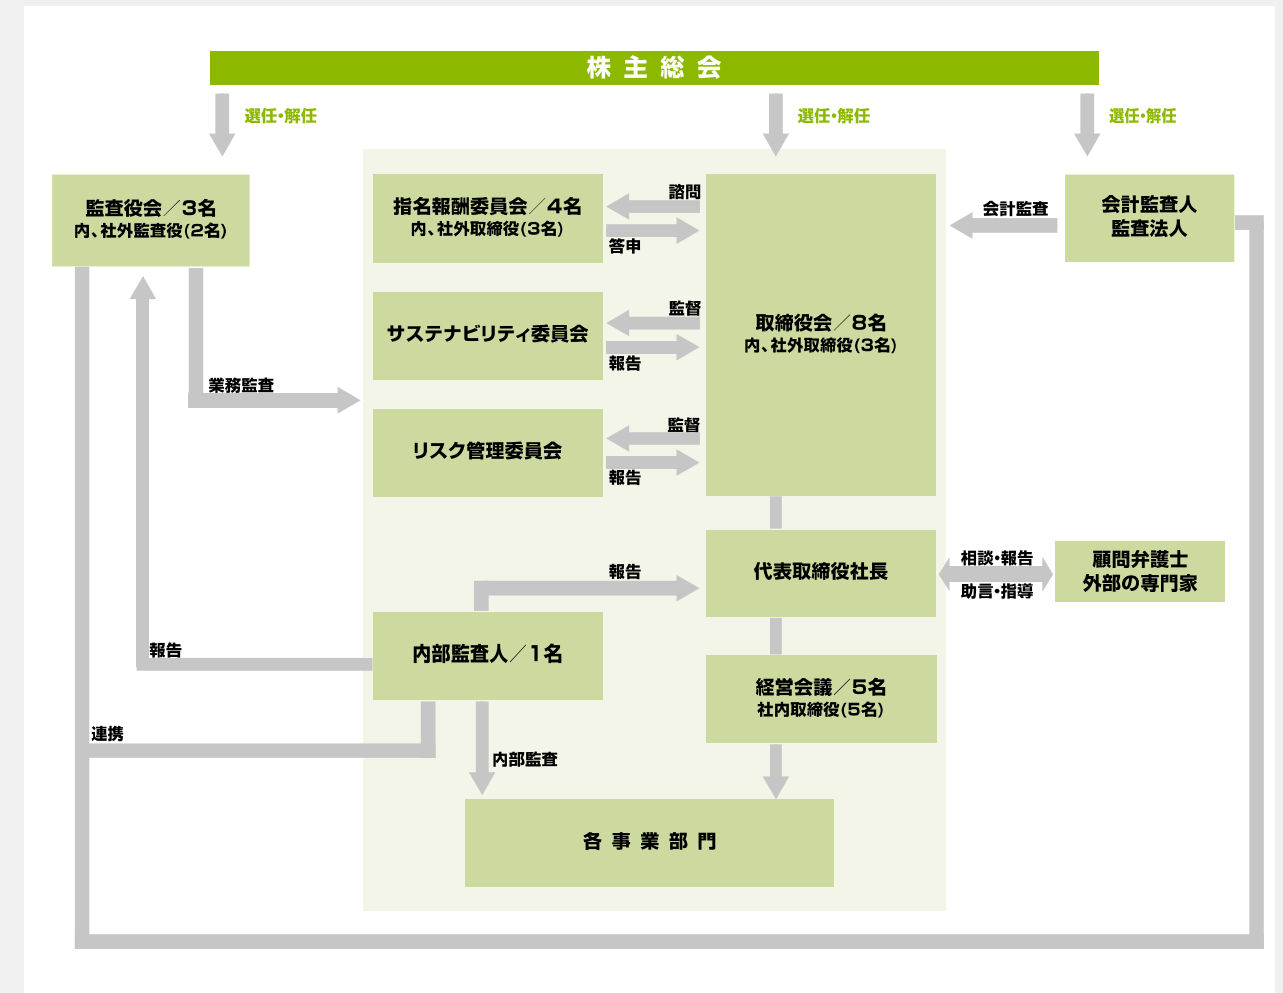 株主総会
選任・解任
選任・解任
選任・解任
監査役会／3名
内、社外監査役(2名)
指名報酬委員会／4名
内、社外取締役(3名)
諮問
答申
会計監査
会計監査人
監査法人
サステナビリティ委員会
監督
報告
取締役会／8名
内、社外取締役(3名)
業務監査
リスク管理委員会
監督
報告
報告
代表取締役社長
相談・報告
助言・指導
顧問弁護士
外部の専門家
報告
内部監査人／1名
経営会議／5名
社内取締役(5名)
連携
内部監査
各事業部門